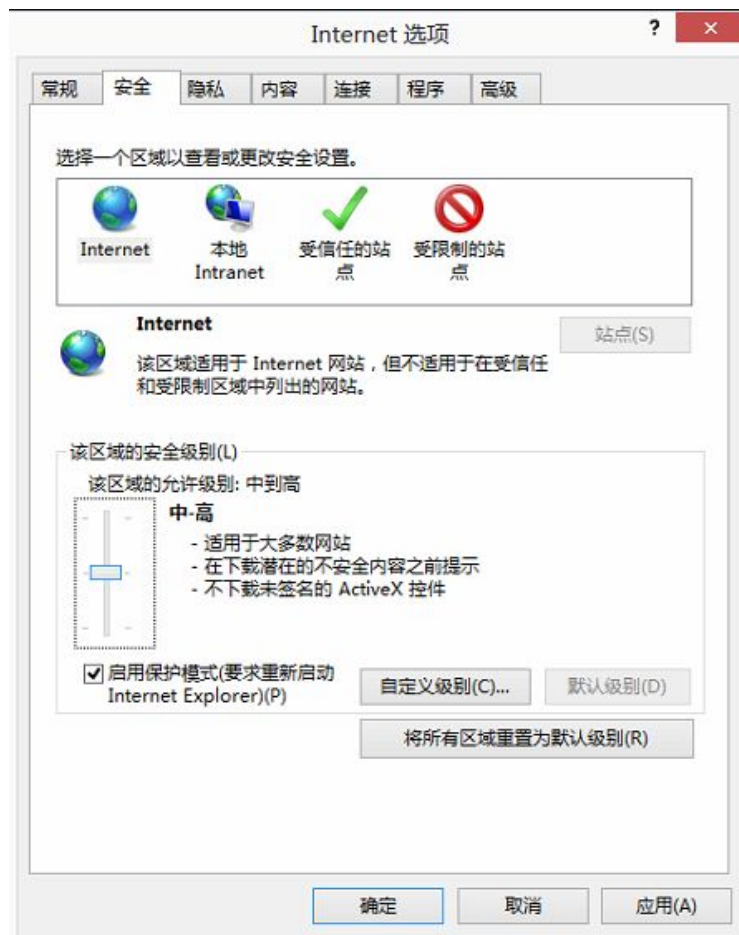 Internet 选项
?
常规 安全 隐私 内容 连接 程序 高级
选择一个区域以查看或更改安全设置。
Internet
本地
Intranet
受信任的站
点
受限制的站
点
Internet
站点(S)
该区域适用于 Internet 网站，但不适用于在受信任
和受限制区域中列出的网站。
该区域的安全级别(L)
该区域的允许级别: 中到高
中-高
- 适用于大多数网站
- 在下载潜在的不安全内容之前提示
- 不下载未签名的 ActiveX 控件
启用保护模式(要求重新启动
Internet Explorer)(P)
自定义级别(C)...
默认级别(D)
将所有区域重置为默认级别(R)
确定
取消
应用(A)